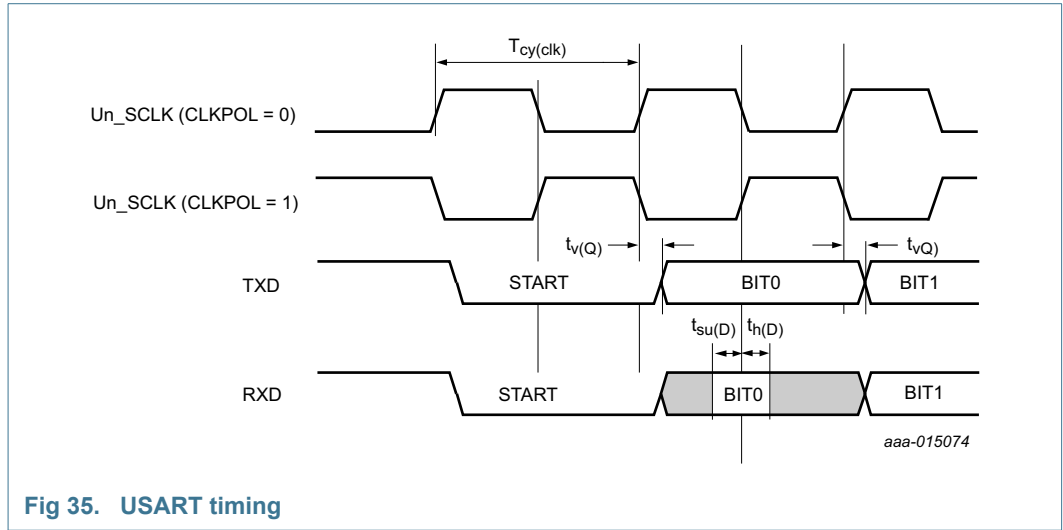 Tcy(clk)
Un_SCLK (CLKPOL = 0)
Un_SCLK (CLKPOL = 1)
tv(Q)
tvQ)
TXD
START
BIT0
BIT1
tsu(D)
th(D)
RXD
START
BIT0
BIT1
aaa-015074
Fig 35. USART timing